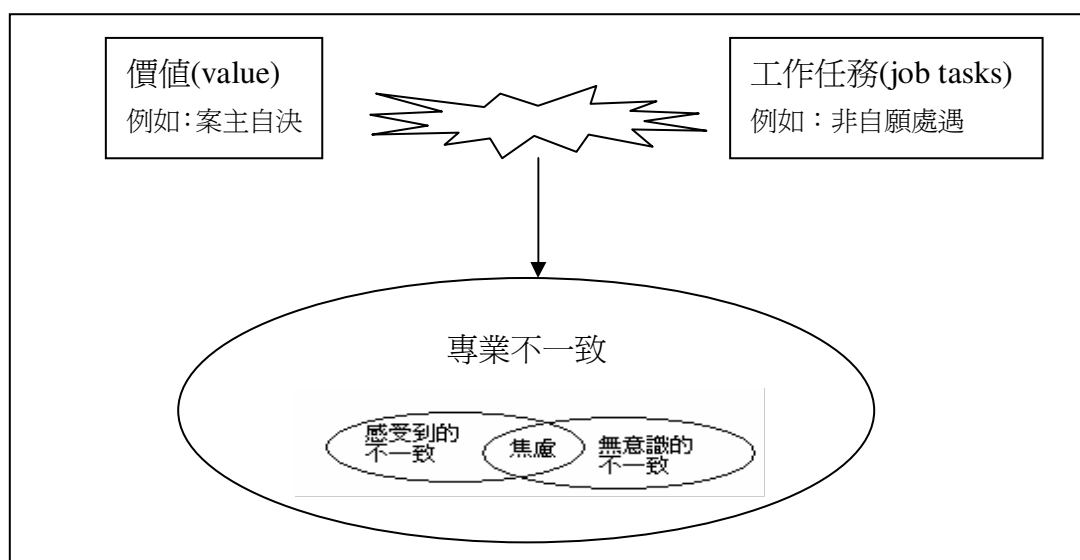 價值(value)
例如：案主自決
工作任務(job tasks)
例如：非自願處遇
專業不一致
感受到的
不一致
焦慮
無意識的
不一致